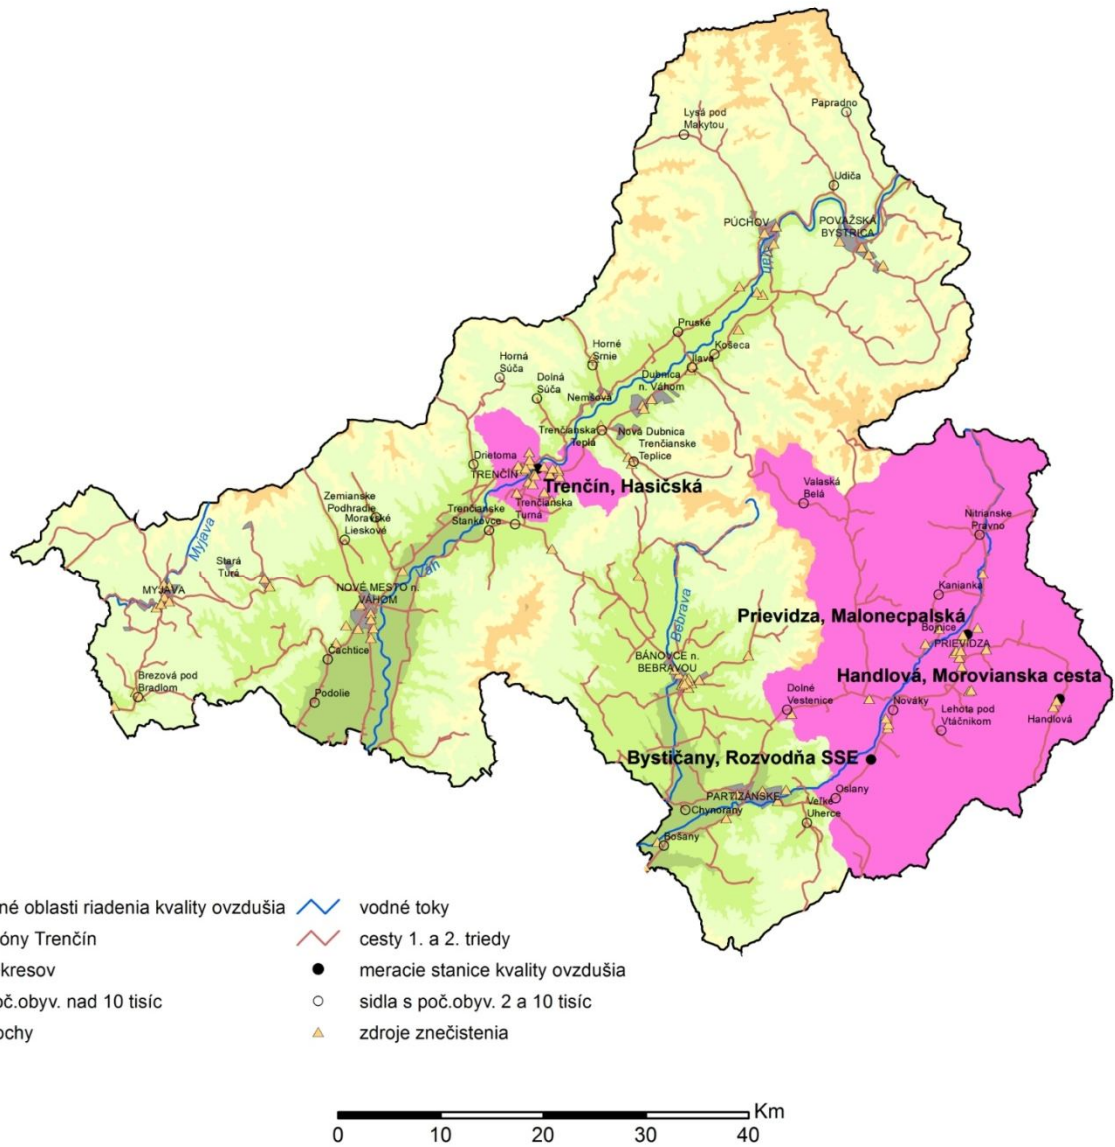 Lysá pod
Makytou
Papradno
Udiča
PÚCHOV
POVAŽSKÁ
BYSTRICA
Váh
Pruské
Košeca
Ilava
Horné
Srnie
Horná
Súča
Dolná
Súča
Dubnica
n. Váhom
Nemšová
Trenčianska
Teplá
Nová Dubnica
Trenčianske
Teplice
Drietoma
TRENČÍN
Trenčín, Hasičská
Trenčianska
Turná
Trenčianske
Stankovce
Zemianske
Podhradie
Moravské
Lieskové
Valaská
Belá
Nitrianske
Pravno
Myjava
Stará
Turá
Váh
MYJAVA
NOVÉ MESTO n.
VÁHOM
Bebrava
Kanianka
Prievidza, Malonecpalská
Bojnice
PRIEVIDZA
BÁNOVCE n.
BEBRAVOU
Čachtice
Handlová, Morovianska cesta
Brezová pod
Bradlom
Podolie
Dolné
Vestenice
Nováky
Lehota pod
Vtáčnikom
Handlová
Bystričany, Rozvodňa SSE
PARTIZÁNSKE
Oslany
Chynorany
Veľké
Uherce
Bošany
né oblasti riadenia kvality ovzdušia
vodné toky
óny Trenčín
cesty 1. a 2. triedy
kresov
meracie stanice kvality ovzdušia
oč.obyv. nad 10 tisíc
sidla s poč.obyv. 2 a 10 tisíc
ochy
zdroje znečistenia
Km
0 10 20 30 40